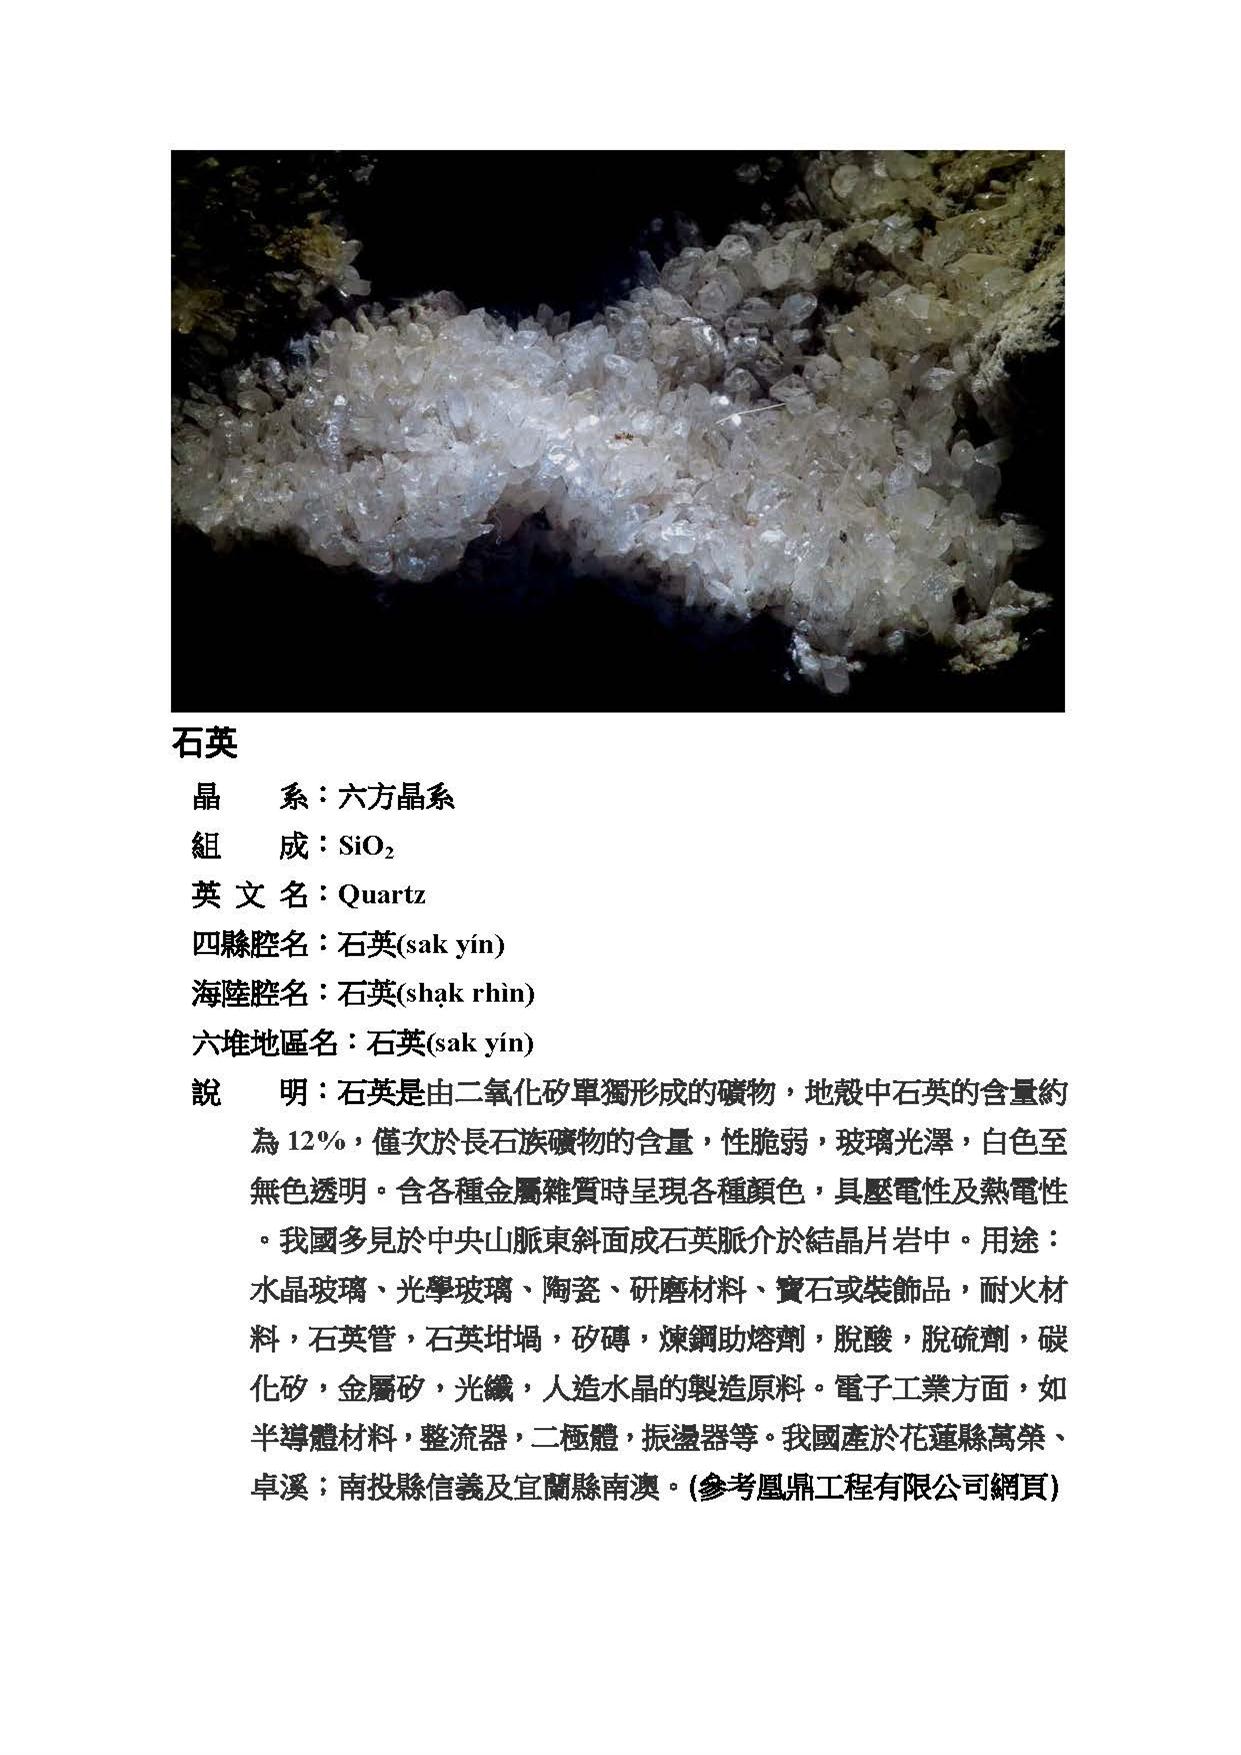 石英
晶　　系：六方晶系
組　　成：SiO₂
英 文 名：Quartz
四縣腔名：石英(sak yín)
海陸腔名：石英(shạk rhìn)
六堆地區名：石英(sak yín)
說　　明：石英是由二氧化矽單獨形成的礦物，地殼中石英的含量約
為 12%，僅次於長石族礦物的含量，性脆弱，玻璃光澤，白色至
無色透明。含各種金屬雜質時呈現各種顏色，具壓電性及熱電性
。我國多見於中央山脈東斜面成石英脈介於結晶片岩中。用途：
水晶玻璃、光學玻璃、陶瓷、研磨材料、寶石或裝飾品，耐火材
料，石英管，石英坩堝，矽磚，煉鋼助熔劑，脫酸，脫硫劑，碳
化矽，金屬矽，光纖，人造水晶的製造原料。電子工業方面，如
半導體材料，整流器，二極體，振盪器等。我國產於花蓮縣萬榮、
卓溪；南投縣信義及宜蘭縣南澳。(參考凰鼎工程有限公司網頁)